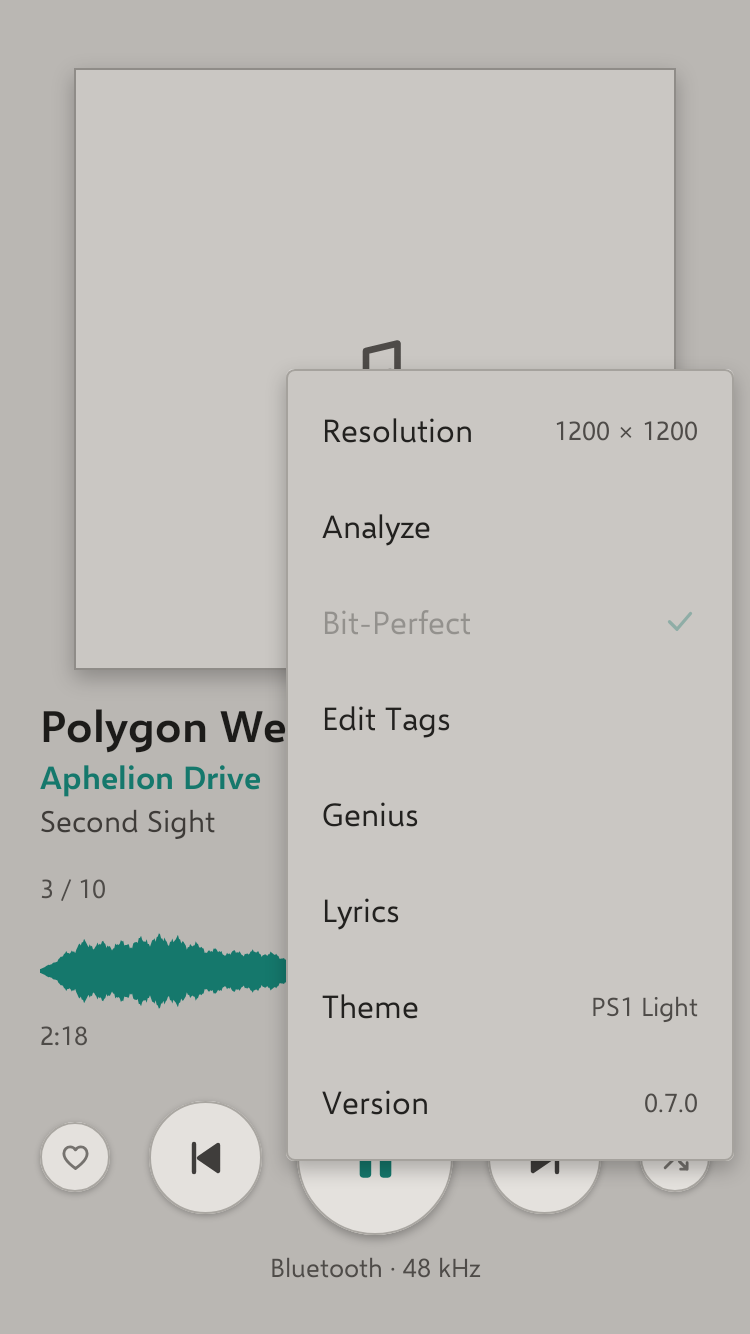 Resolution 1200 × 1200
Analyze
Bit-Perfect
Edit Tags
Genius
Lyrics
Theme PS1 Light
Version 0.7.0
Polygon
Aphelion Drive
Second Sight
3 / 10
2:18
Bluetooth · 48 kHz